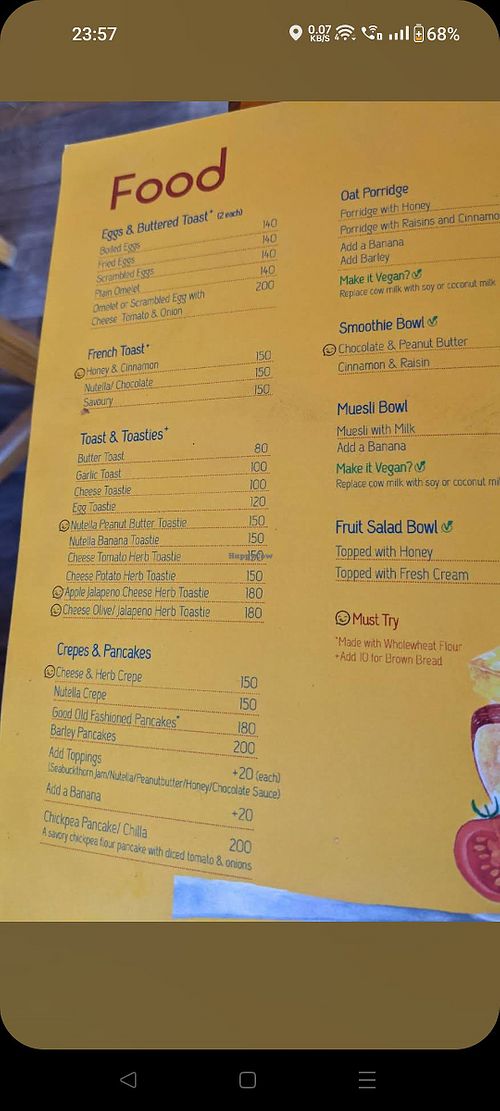 23:57
0.07
KB/S
68%
Food
Eggs & Buttered Toast⁺ (2 each)
Boiled Eggs 140
Fried Eggs 140
Scrambled Eggs 140
Plain Omelet 140
Omelet or Scrambled Egg with 200
Cheese Tomato & Onion
French Toast⁺
Honey & Cinnamon 150
Nutella/ Chocolate 150
Savoury 150
Toast & Toasties⁺
Butter Toast 80
Garlic Toast 100
Cheese Toastie 100
Egg Toastie 120
Nutella Peanut Butter Toastie 150
Nutella Banana Toastie 150
Cheese Tomato Herb Toastie 150
HappyCow
Cheese Potato Herb Toastie 150
Apple Jalapeno Cheese Herb Toastie 180
Cheese Olive/ Jalapeno Herb Toastie 180
Crepes & Pancakes
Cheese & Herb Crepe 150
Nutella Crepe 150
Good Old Fashioned Pancakes* 180
Barley Pancakes 200
Add Toppings +20 (each)
(Seabuckthorn Jam/Nutella/Peanutbutter/Honey/Chocolate Sauce)
Add a Banana +20
Chickpea Pancake/ Chilla 200
A savory chickpea flour pancake with diced tomato & onions
Oat Porridge
Porridge with Honey
Porridge with Raisins and Cinnamo
Add a Banana
Add Barley
Make it Vegan?
Replace cow milk with soy or coconut milk
Smoothie Bowl
Chocolate & Peanut Butter
Cinnamon & Raisin
Muesli Bowl
Muesli with Milk
Add a Banana
Make it Vegan?
Replace cow milk with soy or coconut mil
Fruit Salad Bowl
Topped with Honey
Topped with Fresh Cream
Must Try
*Made with Wholewheat Flour
+Add 10 for Brown Bread